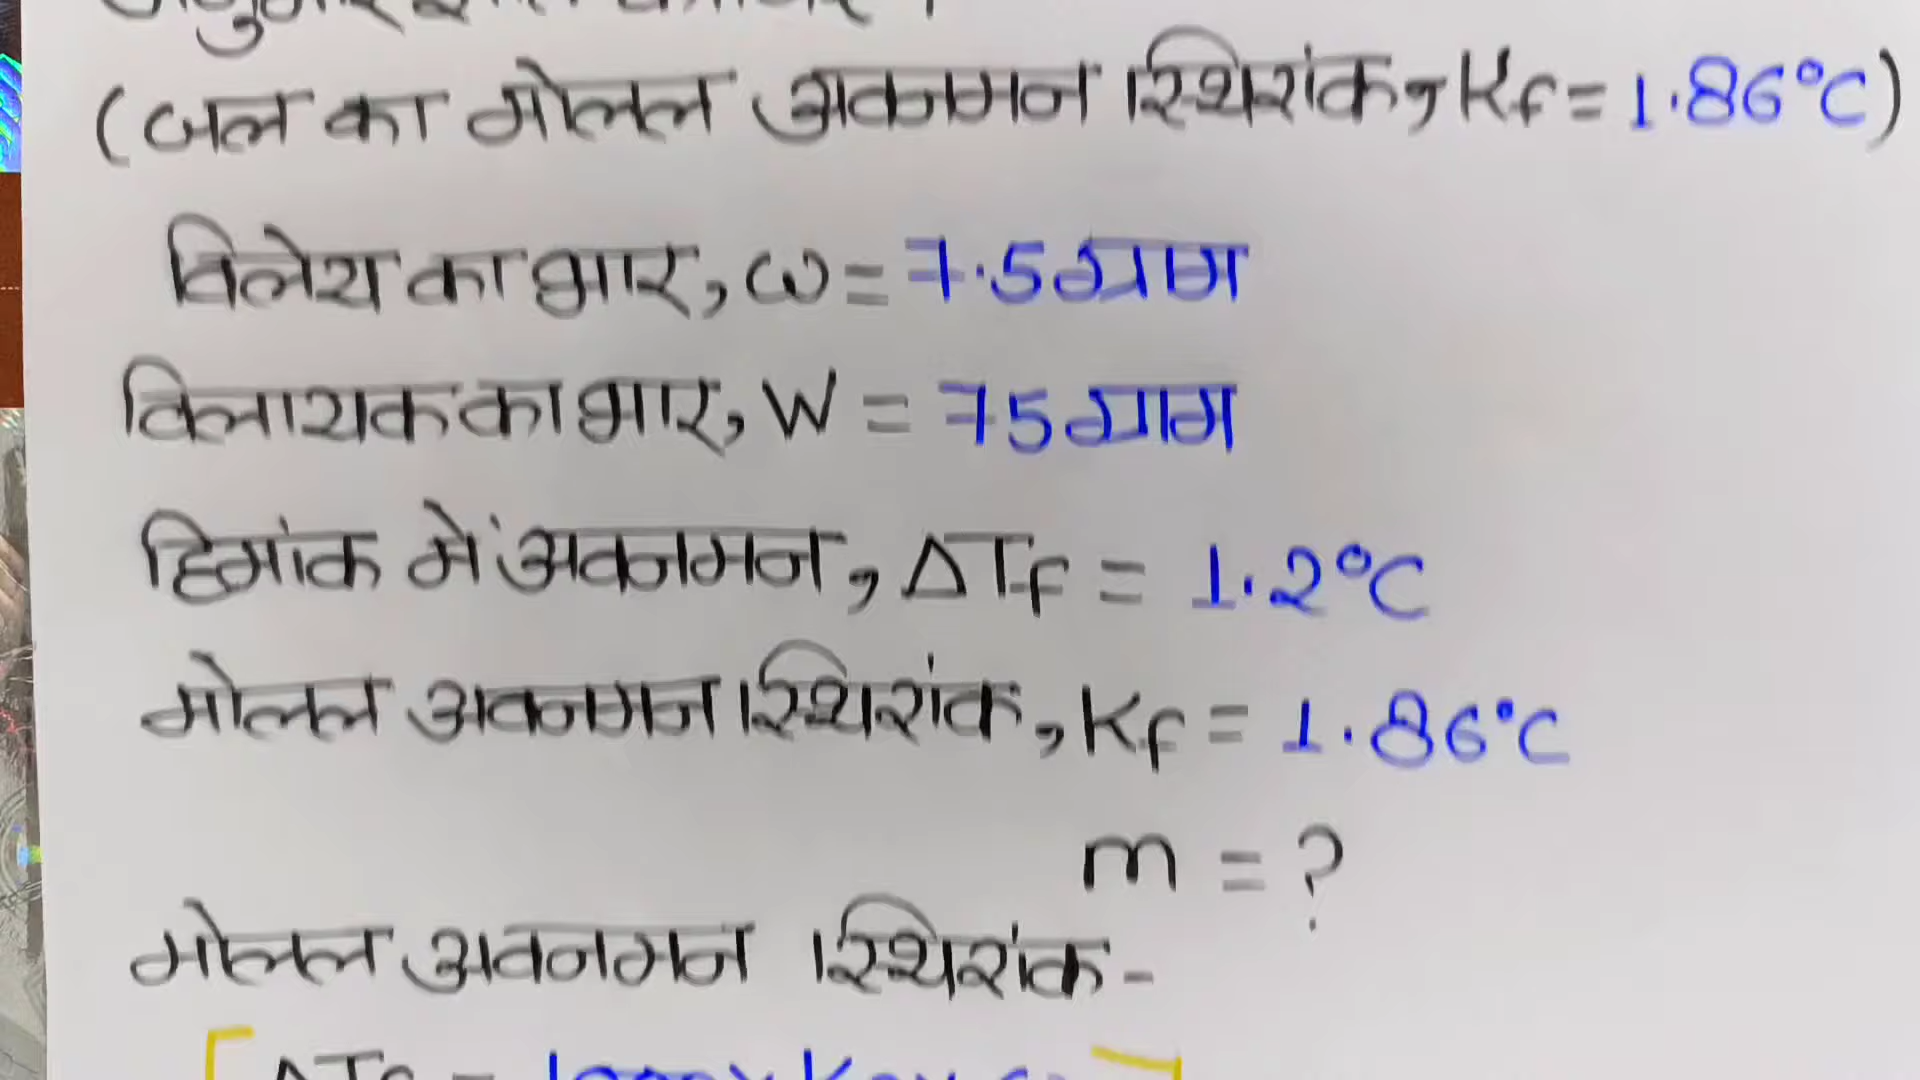 (जल का मोलल अवनमन स्थिरांक, Kf = 1.86°C)
विलेय का भार, w = 7.5 ग्राम
विलायक का भार, W = 75 ग्राम
हिमांक में अवनमन, ΔTf = 1.2°C
मोलल अवनमन स्थिरांक, Kf = 1.86°C
m = ?
मोलल अवनमन स्थिरांक-